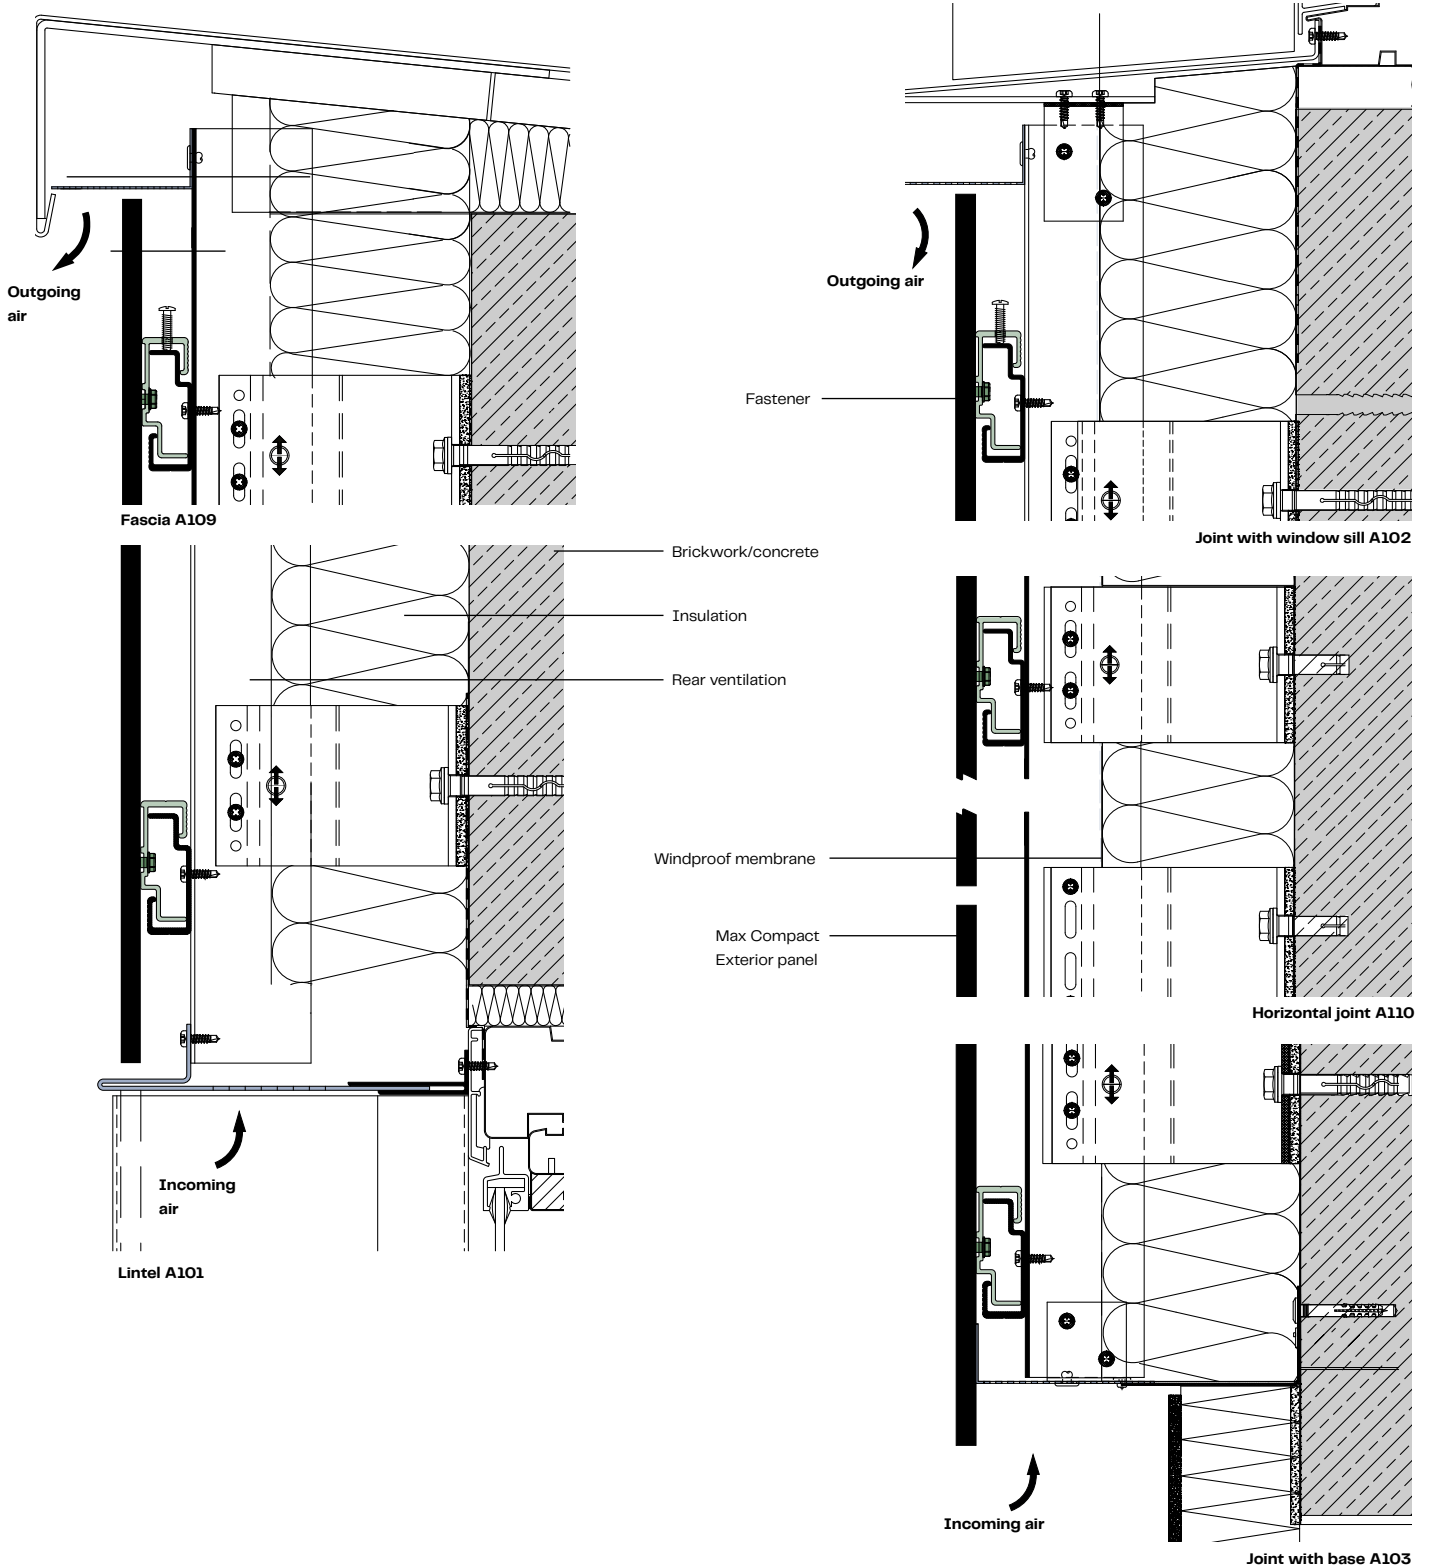 Outgoing
air
Fascia A109
Outgoing air
Fastener
Joint with window sill A102
Brickwork/concrete
Insulation
Rear ventilation
Incoming
air
Lintel A101
Windproof membrane
Max Compact
Exterior panel
Horizontal joint A110
Incoming air
Joint with base A103